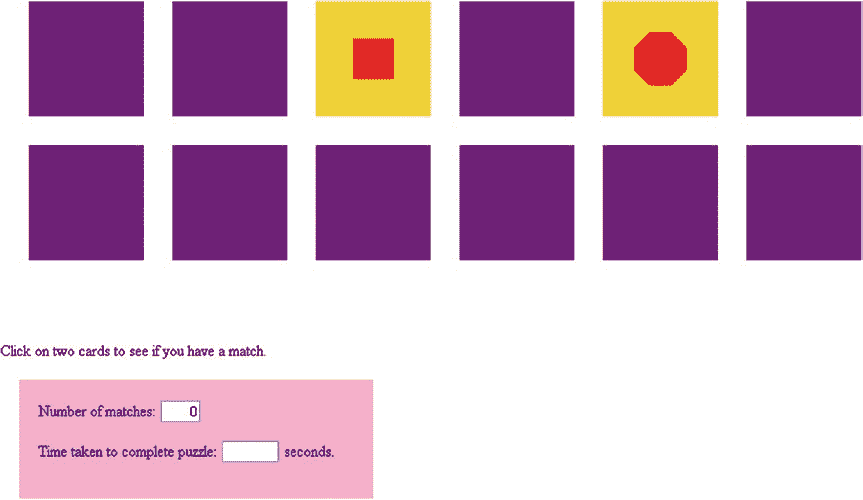 Click on two cards to see if you have a match.
Number of matches: 0
Time taken to complete puzzle: seconds.